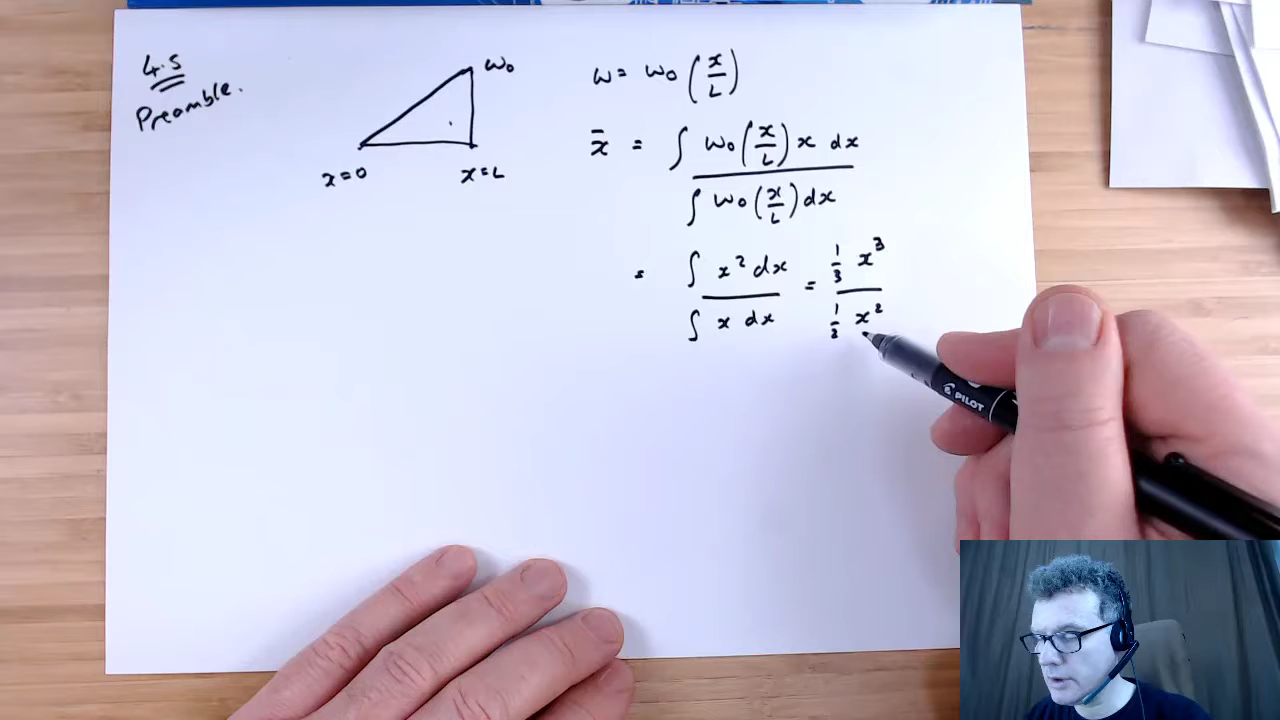 4.5
Preamble.
w₀
x=0
x=L
w = w₀ (x/L)
x̄ = ∫ w₀ (x/L) x dx
∫ w₀ (x/L) dx
= ∫ x² dx = 1/3 x³
∫ x dx 1/2 x²
PILOT